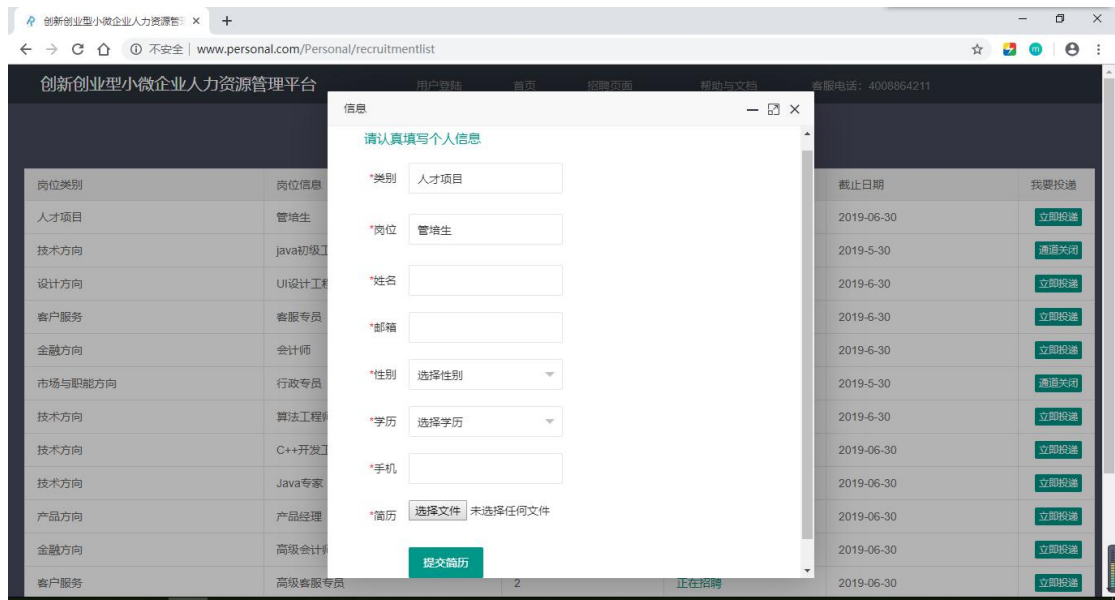 创新创业型小微企业人力资源管
不安全 | www.personal.com/Personal/recruitmentlist
创新创业型小微企业人力资源管理平台 用户登陆 首页 招聘页面 帮助与文档 客服电话：4008864211
信息
请认真填写个人信息
*类别 人才项目
*岗位 管培生
*姓名
*邮箱
*性别 选择性别
*学历 选择学历
*手机
*简历 选择文件 未选择任何文件
提交简历
岗位类别 岗位信息 截止日期 我要投递
人才项目 管培生 2019-06-30 立即投递
技术方向 java初级 2019-5-30 通道关闭
设计方向 UI设计工程 2019-6-30 立即投递
客户服务 客服专员 2019-6-30 立即投递
金融方向 会计师 2019-6-30 立即投递
市场与职能方向 行政专员 2019-5-30 通道关闭
技术方向 算法工程师 2019-6-30 立即投递
技术方向 C++开发工 2019-06-30 立即投递
技术方向 Java专家 2019-06-30 立即投递
产品方向 产品经理 2019-06-30 立即投递
金融方向 高级会计师 2019-06-30 立即投递
客户服务 高级客服专员 2 正在招聘 2019-06-30 立即投递